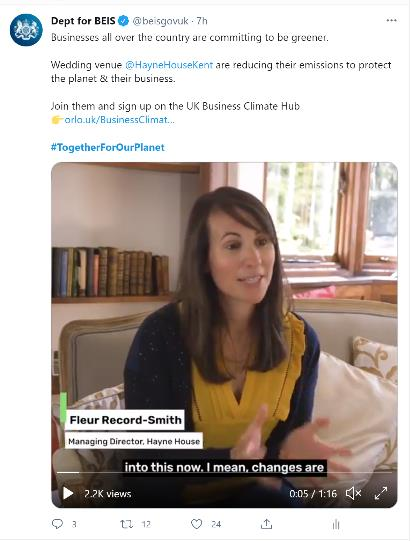 Dept for BEIS @beisgovuk · 7h
Businesses all over the country are committing to be greener.
Wedding venue @HayneHouseKent are reducing their emissions to protect
the planet & their business.
Join them and sign up on the UK Business Climate Hub
👉orlo.uk/BusinessClimat...
#TogetherForOurPlanet
Fleur Record-Smith
Managing Director, Hayne House
into this now. I mean, changes are
2.2K views
0:05 / 1:16
3
12
24